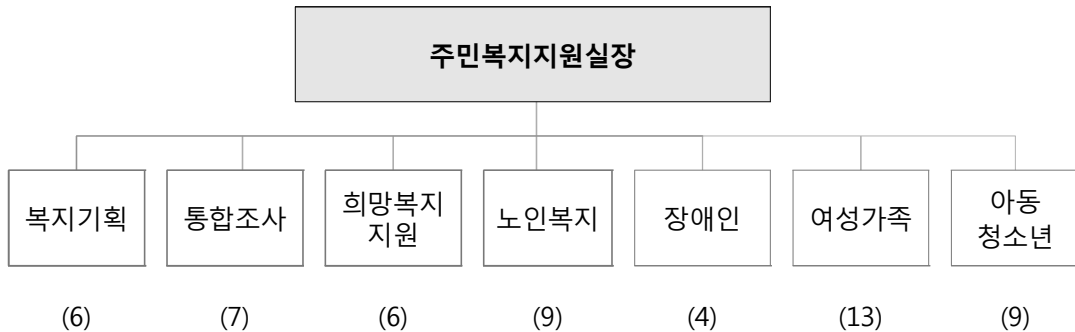 주민복지지원실장
복지기획
통합조사
희망복지
지원
노인복지
장애인
여성가족
아동
청소년
(6)
(7)
(6)
(9)
(4)
(13)
(9)